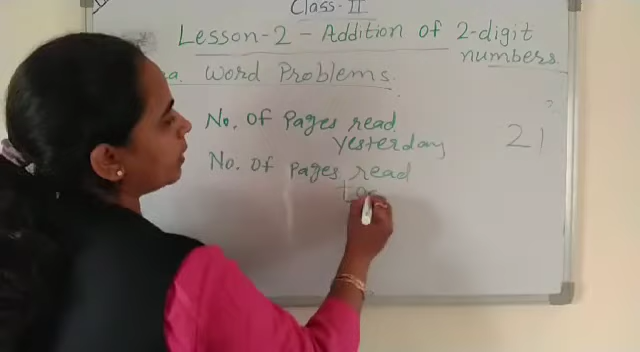 Class-II
Lesson-2 - Addition of 2-digit
numbers.
a. Word Problems.
No. of Pages read
yesterday 21
No. of Pages read
to